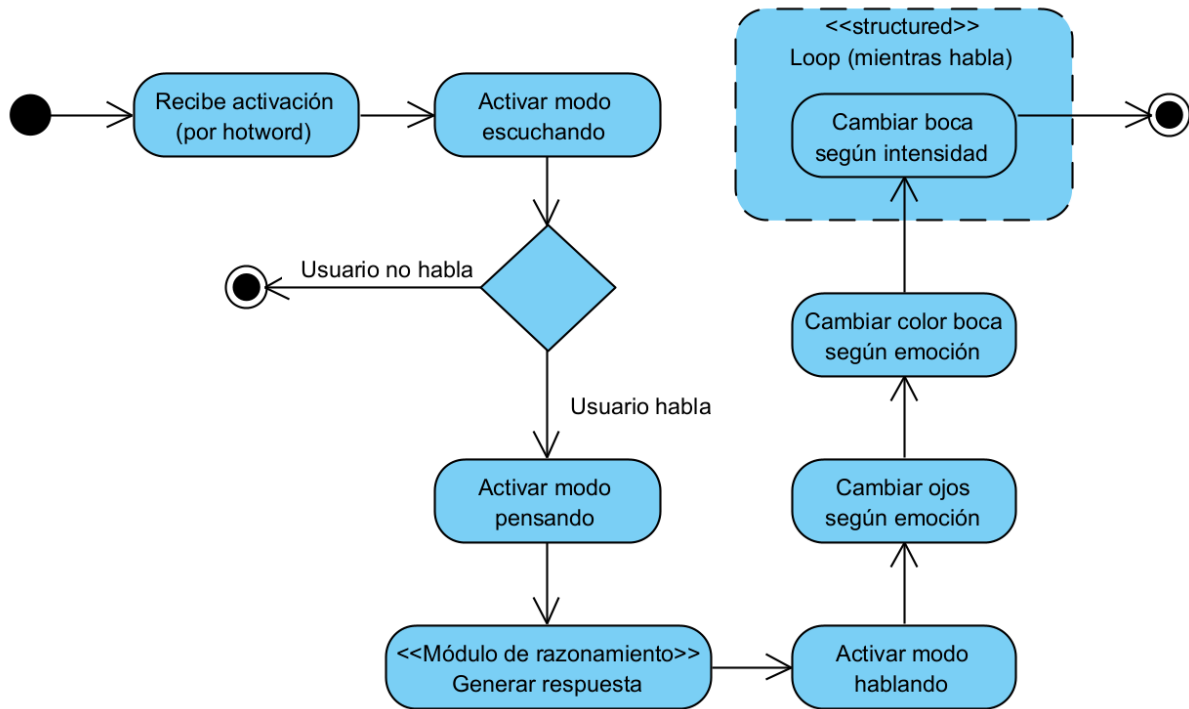 Recibe activación
(por hotword)
Activar modo
escuchando
Usuario no habla
Usuario habla
Activar modo
pensando
<<Módulo de razonamiento>>
Generar respuesta
Activar modo
hablando
Cambiar ojos
según emoción
Cambiar color boca
según emoción
<<structured>>
Loop (mientras habla)
Cambiar boca
según intensidad